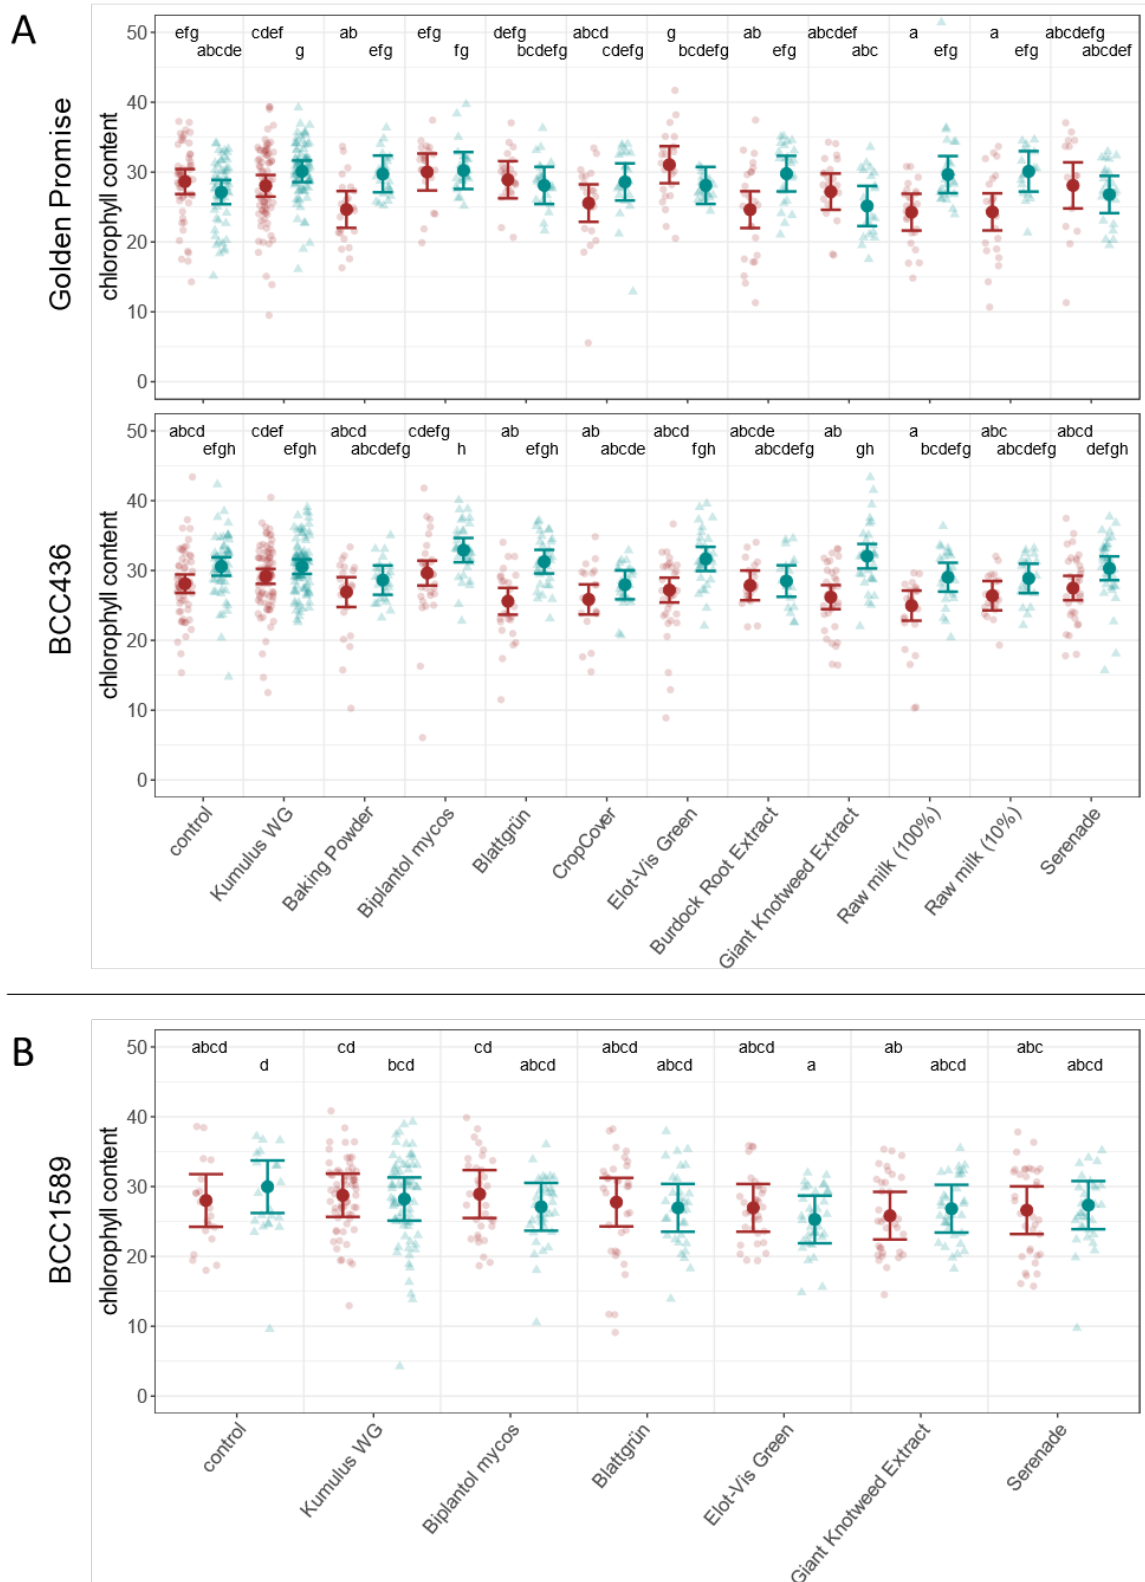 A
Golden Promise
chlorophyll content
50
40
30
20
10
0
efg cdef ab efg defg abcd g ab abcdef a a abcdefg
abcde g efg fg bcdefg cdefg bcdefg efg abc efg efg abcdef
BCC436
chlorophyll content
50
40
30
20
10
0
abcd cdef abcd cdefg ab ab abcd abcde ab a abc abcd
efgh efgh abcdefg h efgh abcde fgh abcdefg gh bcdefg abcdefg defgh
control
Kumulus WG
Baking Powder
Biplantol mycos
Blattgrün
CropCover
Elot-Vis Green
Burdock Root Extract
Giant Knotweed Extract
Raw milk (100%)
Raw milk (10%)
Serenade
B
BCC1589
chlorophyll content
50
40
30
20
10
0
abcd cd cd abcd abcd ab abc
d bcd abcd abcd a abcd abcd
control
Kumulus WG
Biplantol mycos
Blattgrün
Elot-Vis Green
Giant Knotweed Extract
Serenade